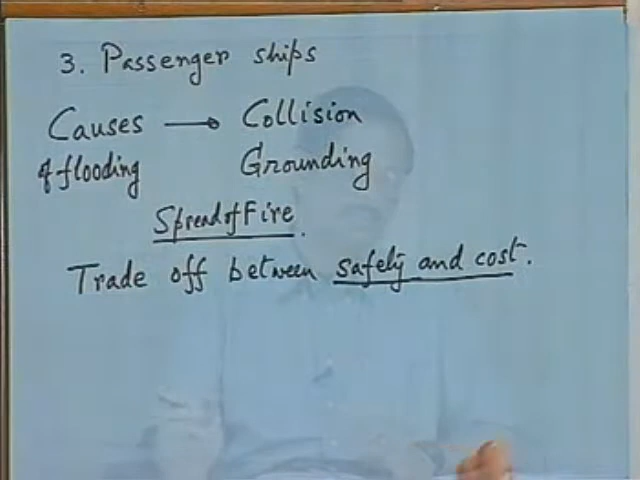 3. Passenger ships
Causes → Collision
of flooding Grounding
Spread of Fire.
Trade off between safety and cost.